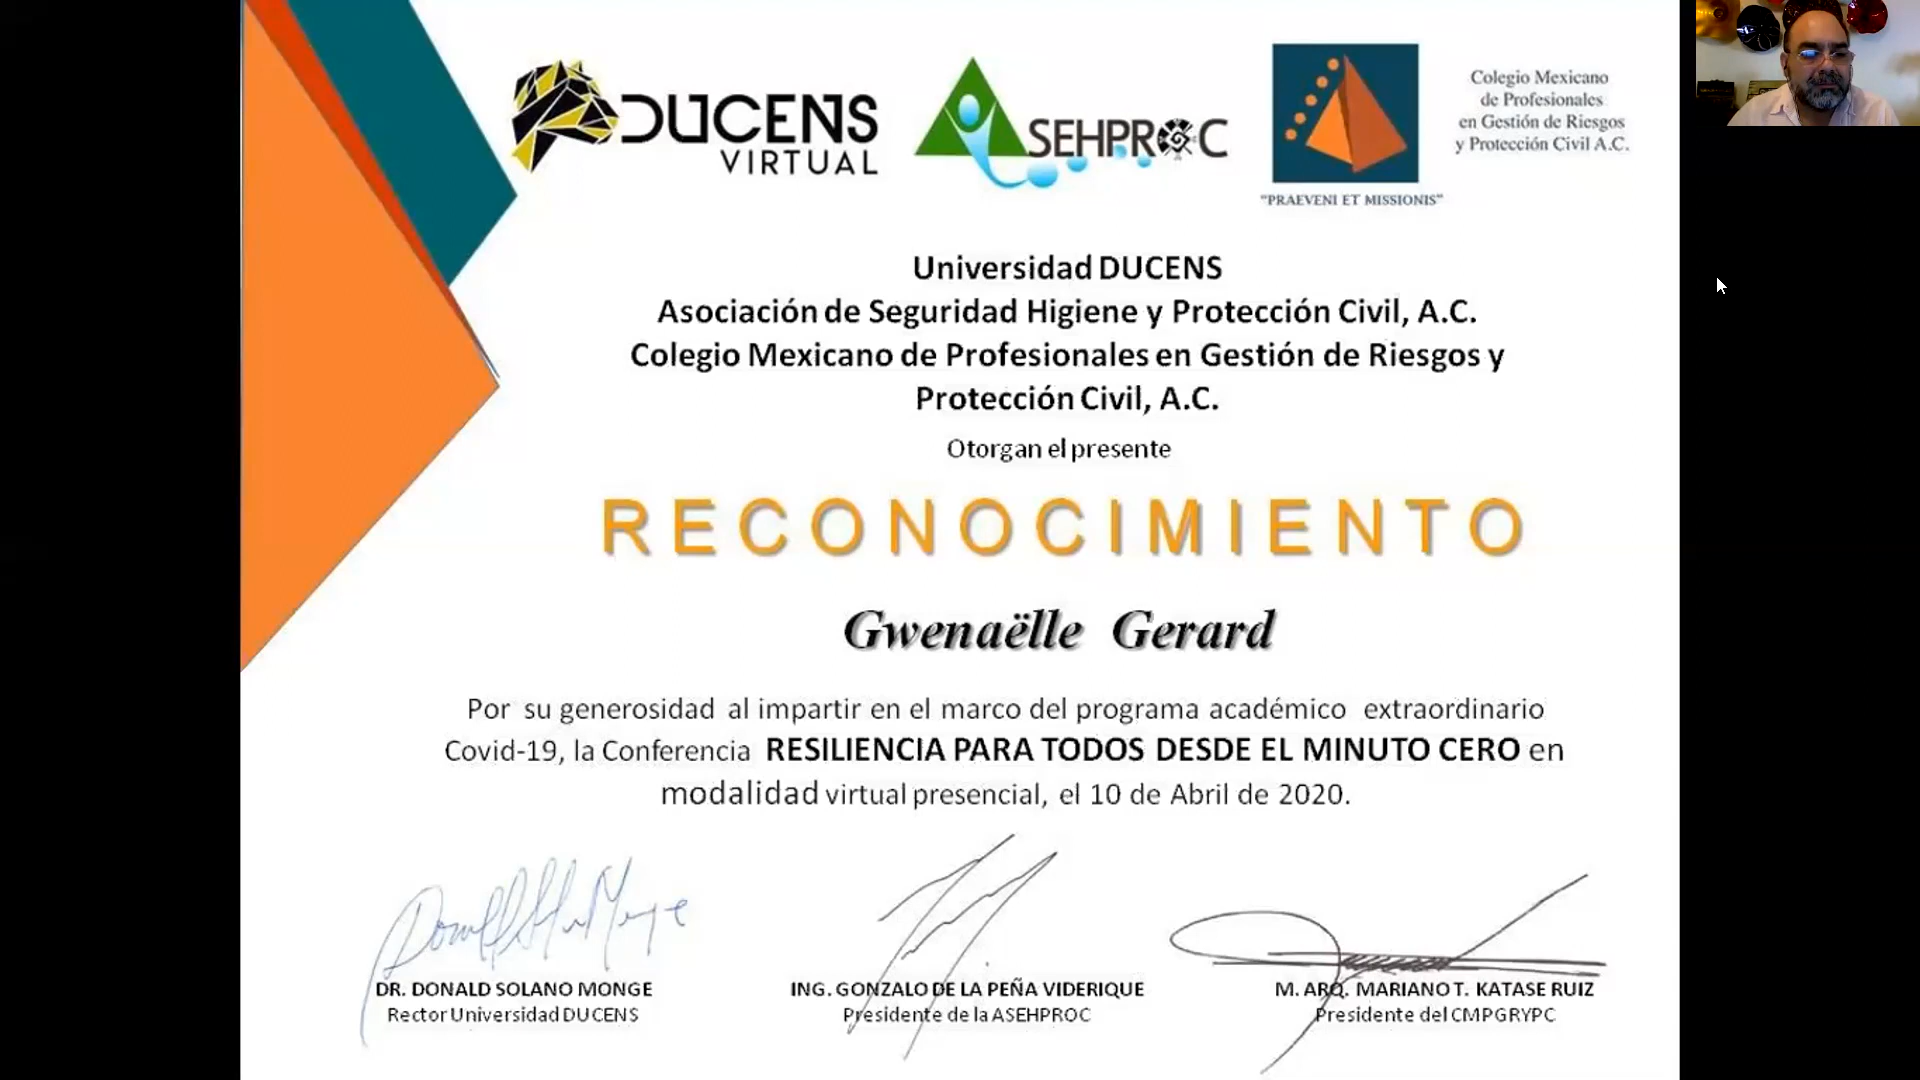 DUCENS
VIRTUAL
ASEHPROC
Colegio Mexicano
de Profesionales
en Gestión de Riesgos
y Protección Civil A.C.
"PRAEVENI ET MISSIONIS"
Universidad DUCENS
Asociación de Seguridad Higiene y Protección Civil, A.C.
Colegio Mexicano de Profesionales en Gestión de Riesgos y
Protección Civil, A.C.
Otorgan el presente
RECONOCIMIENTO
Gwenaëlle Gerard
Por su generosidad al impartir en el marco del programa académico extraordinario
Covid-19, la Conferencia RESILIENCIA PARA TODOS DESDE EL MINUTO CERO en
modalidad virtual presencial, el 10 de Abril de 2020.
DR. DONALD SOLANO MONGE
Rector Universidad DUCENS
ING. GONZALO DE LA PEÑA VIDERIQUE
Presidente de la ASEHPROC
M. ARQ. MARIANO T. KATASE RUIZ
Presidente del CMPGRYPC